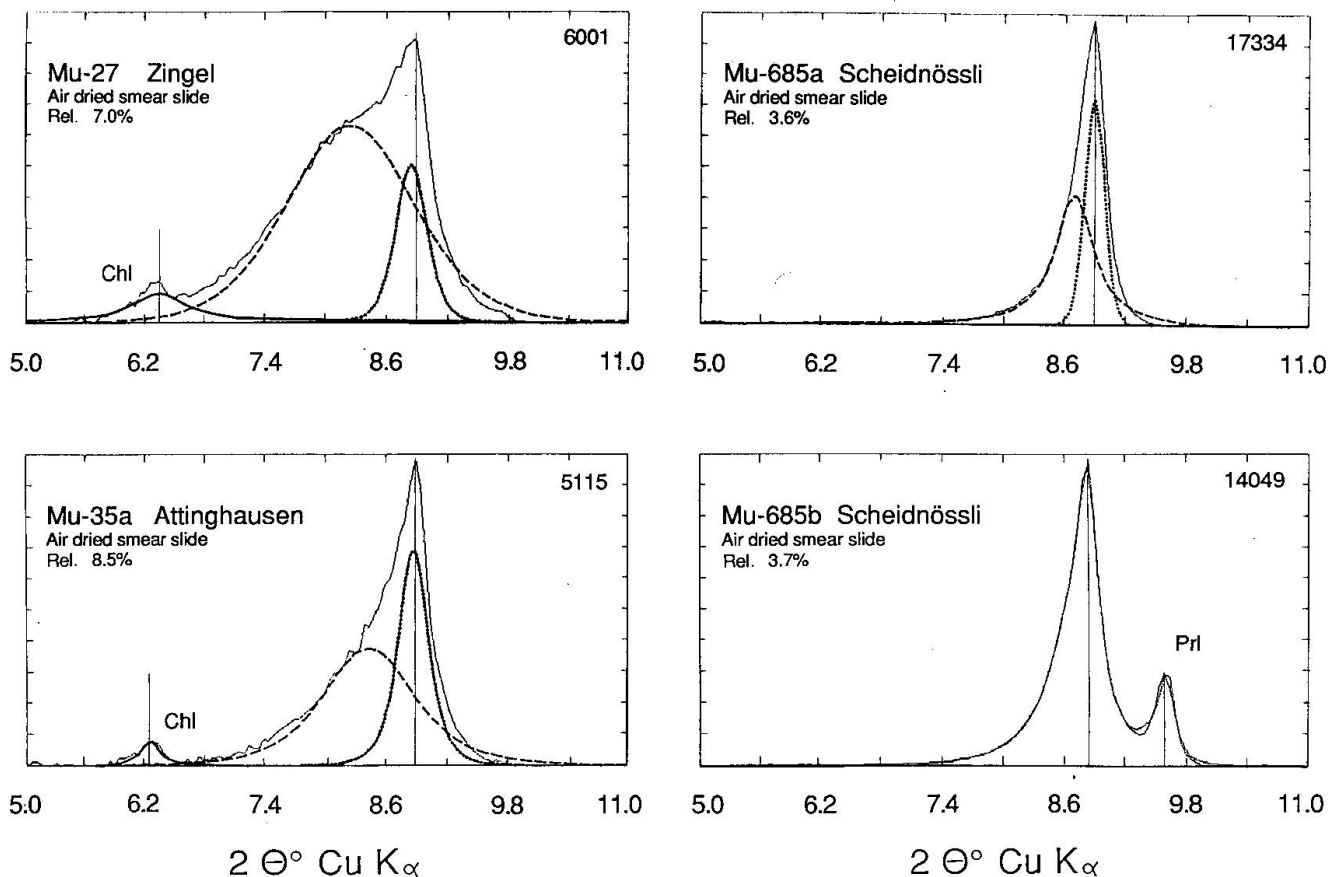 6001
Mu-27 Zingel
Air dried smear slide
Rel. 7.0%
Chl
5.0 6.2 7.4 8.6 9.8 11.0
17334
Mu-685a Scheidnössli
Air dried smear slide
Rel. 3.6%
5.0 6.2 7.4 8.6 9.8 11.0
5115
Mu-35a Attinghausen
Air dried smear slide
Rel. 8.5%
Chl
5.0 6.2 7.4 8.6 9.8 11.0
2 Θ° Cu Kα
14049
Mu-685b Scheidnössli
Air dried smear slide
Rel. 3.7%
Prl
5.0 6.2 7.4 8.6 9.8 11.0
2 Θ° Cu Kα